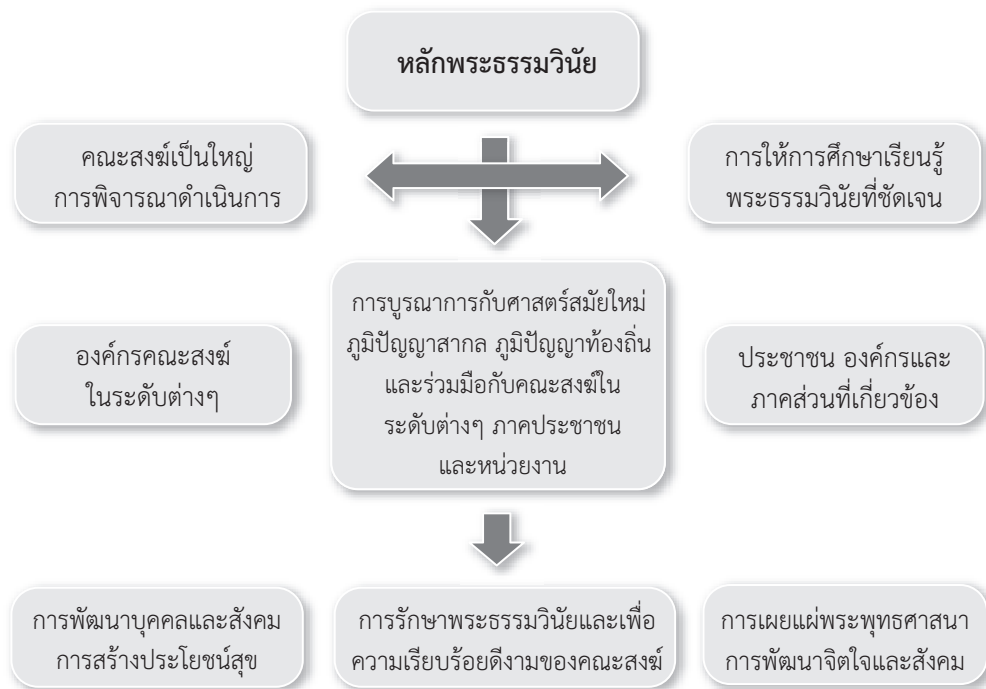 หลักพระธรรมวินัย
คณะสงฆ์เป็นใหญ่
การพิจารณาดำเนินการ
การให้การศึกษาเรียนรู้
พระธรรมวินัยที่ชัดเจน
การบูรณาการกับศาสตร์สมัยใหม่
ภูมิปัญญาสากล ภูมิปัญญาท้องถิ่น
และร่วมมือกับคณะสงฆ์ใน
ระดับต่างๆ ภาคประชาชน
และหน่วยงาน
องค์กรคณะสงฆ์
ในระดับต่างๆ
ประชาชน องค์กรและ
ภาคส่วนที่เกี่ยวข้อง
การพัฒนาบุคคลและสังคม
การสร้างประโยชน์สุข
การรักษาพระธรรมวินัยและเพื่อ
ความเรียบร้อยดีงามของคณะสงฆ์
การเผยแผ่พระพุทธศาสนา
การพัฒนาจิตใจและสังคม